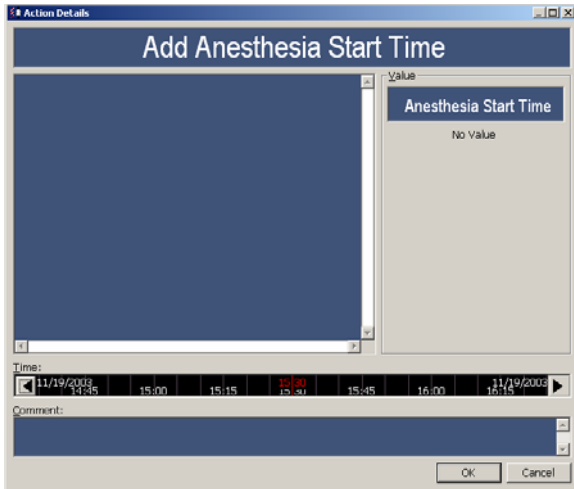 Action Details
Add Anesthesia Start Time
Value
Anesthesia Start Time
No Value
Time:
11/19/2003 11/19/2003
14:45 15:00 15:15 15:30 15:45 16:00 16:15
15:30
Comment:
OK Cancel